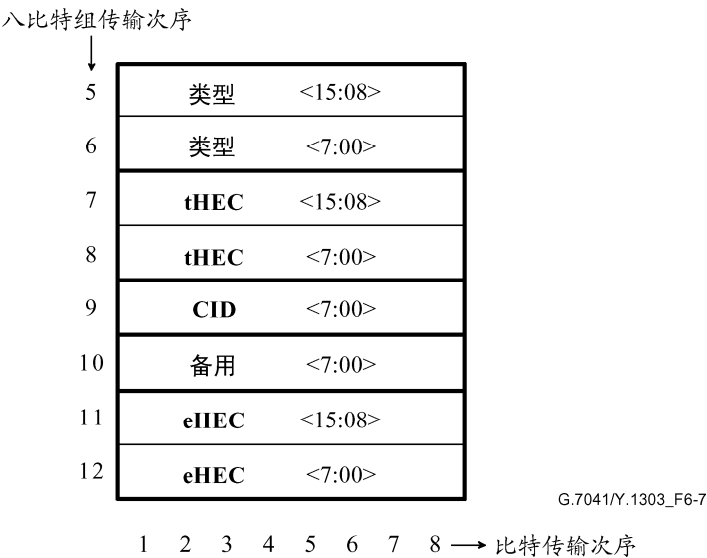 八比特组传输次序
5 类型 <15:08>
6 类型 <7:00>
7 tHEC <15:08>
8 tHEC <7:00>
9 CID <7:00>
10 备用 <7:00>
11 eIIEC <15:08>
12 eHEC <7:00>
G.7041/Y.1303_F6-7
1 2 3 4 5 6 7 8 比特传输次序